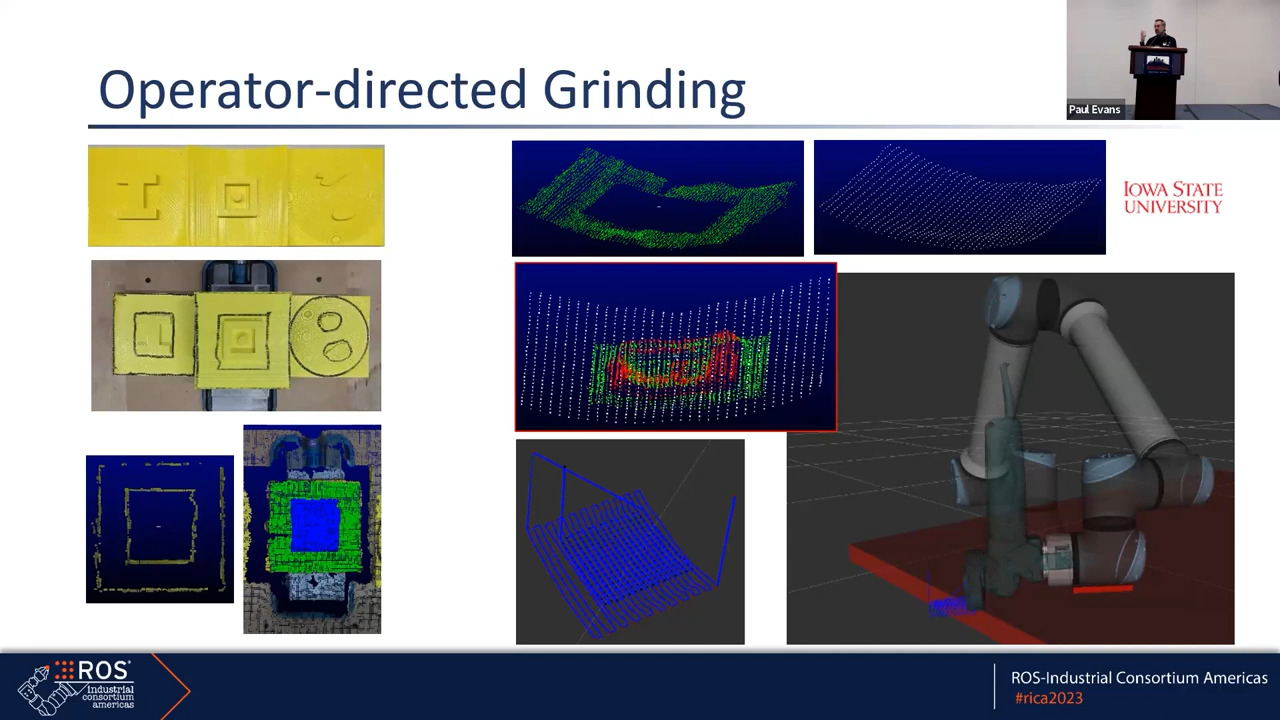 Operator-directed Grinding
Paul Evans
IOWA STATE
UNIVERSITY
ROS
industrial
consortium
americas
ROS-Industrial Consortium Americas
#rica2023